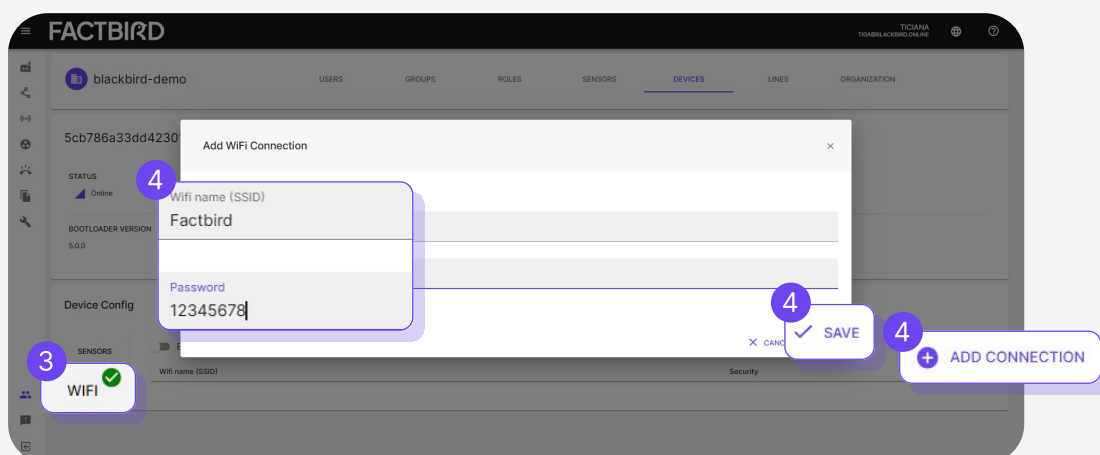 FACTBIRD
TICIANA
TIGA@BLACKBIRD.ONLINE
blackbird-demo
USERS
GROUPS
ROLES
SENSORS
DEVICES
LINES
ORGANIZATION
5cb786a33dd4230
Add WiFi Connection
×
STATUS
Online
4
Wifi name (SSID)
Factbird
BOOTLOADER VERSION
5.0.0
Password
12345678
Device Config
4
SAVE
4
ADD CONNECTION
SENSORS
3
WIFI
Wifi name (SSID)
Security